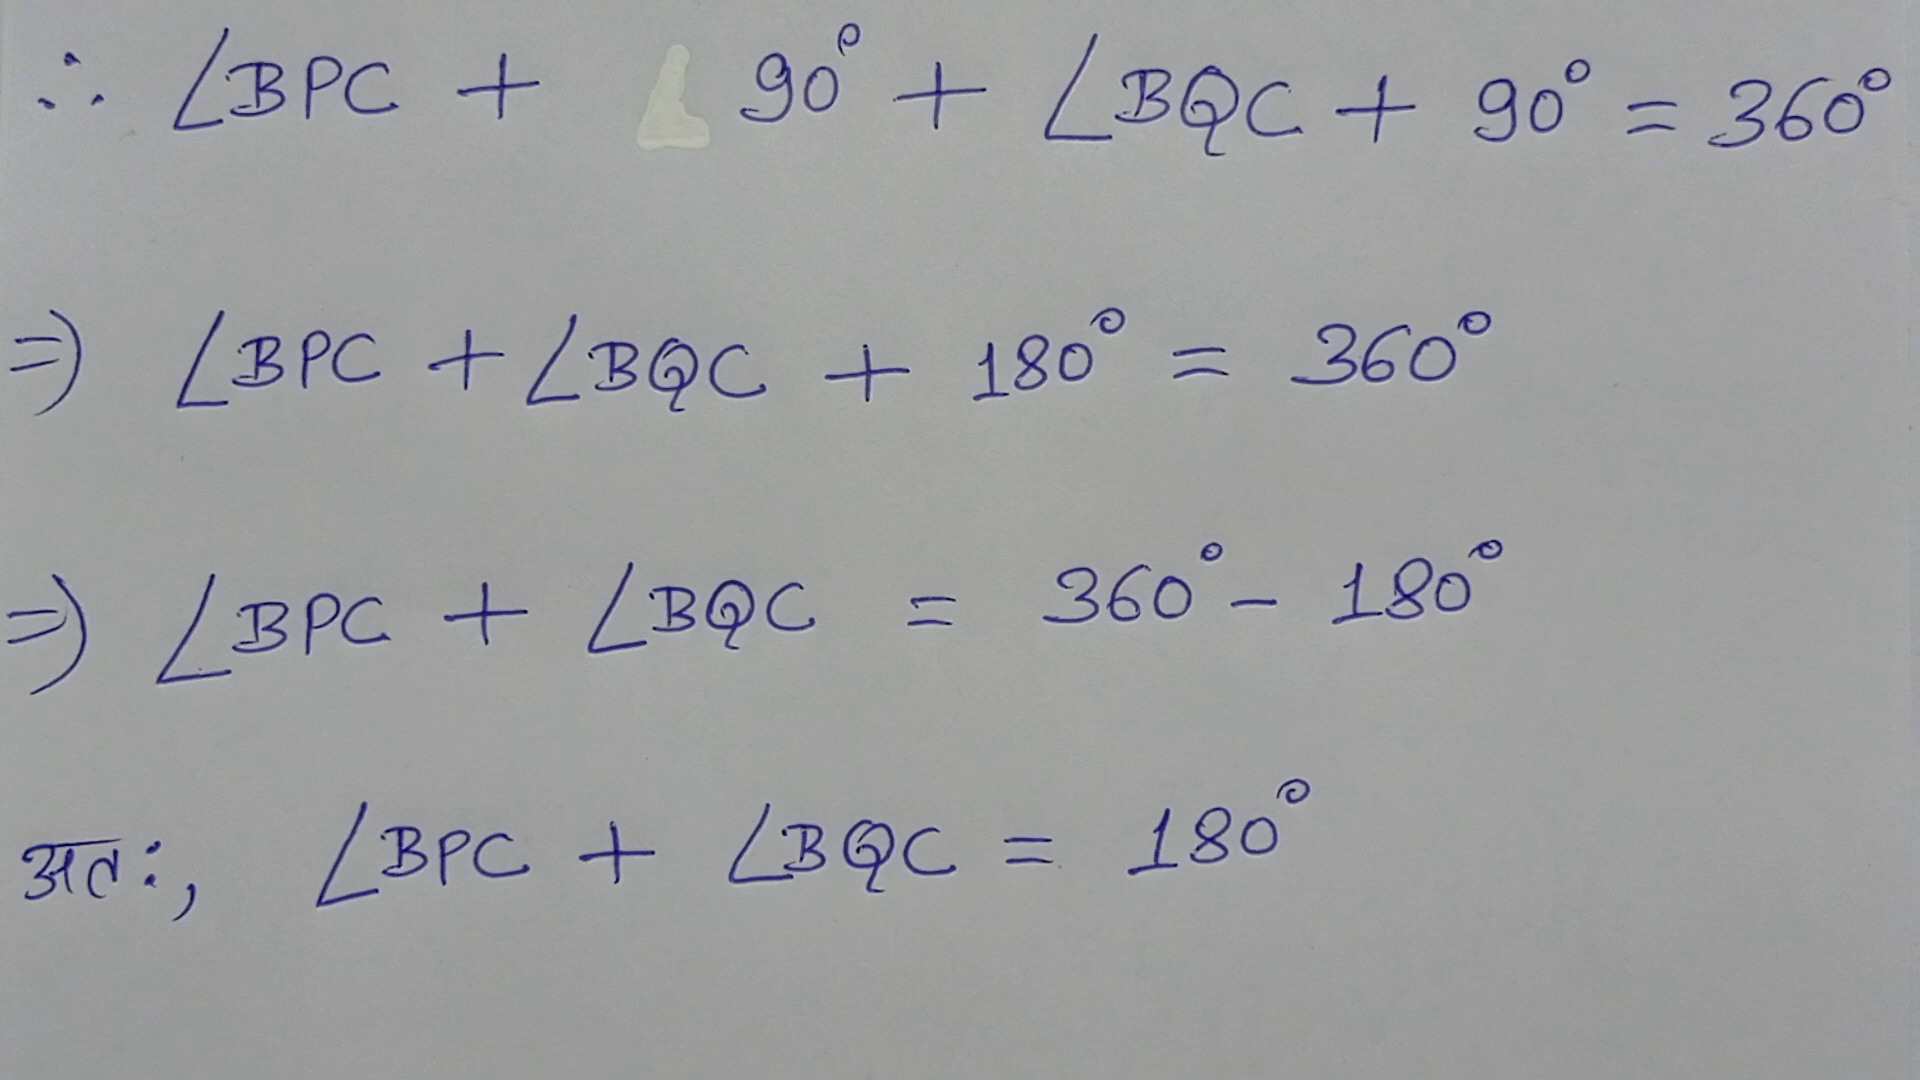 ∴ ∠BPC + 90° + ∠BQC + 90° = 360°
⇒ ∠BPC + ∠BQC + 180° = 360°
⇒ ∠BPC + ∠BQC = 360° - 180°
अतः, ∠BPC + ∠BQC = 180°